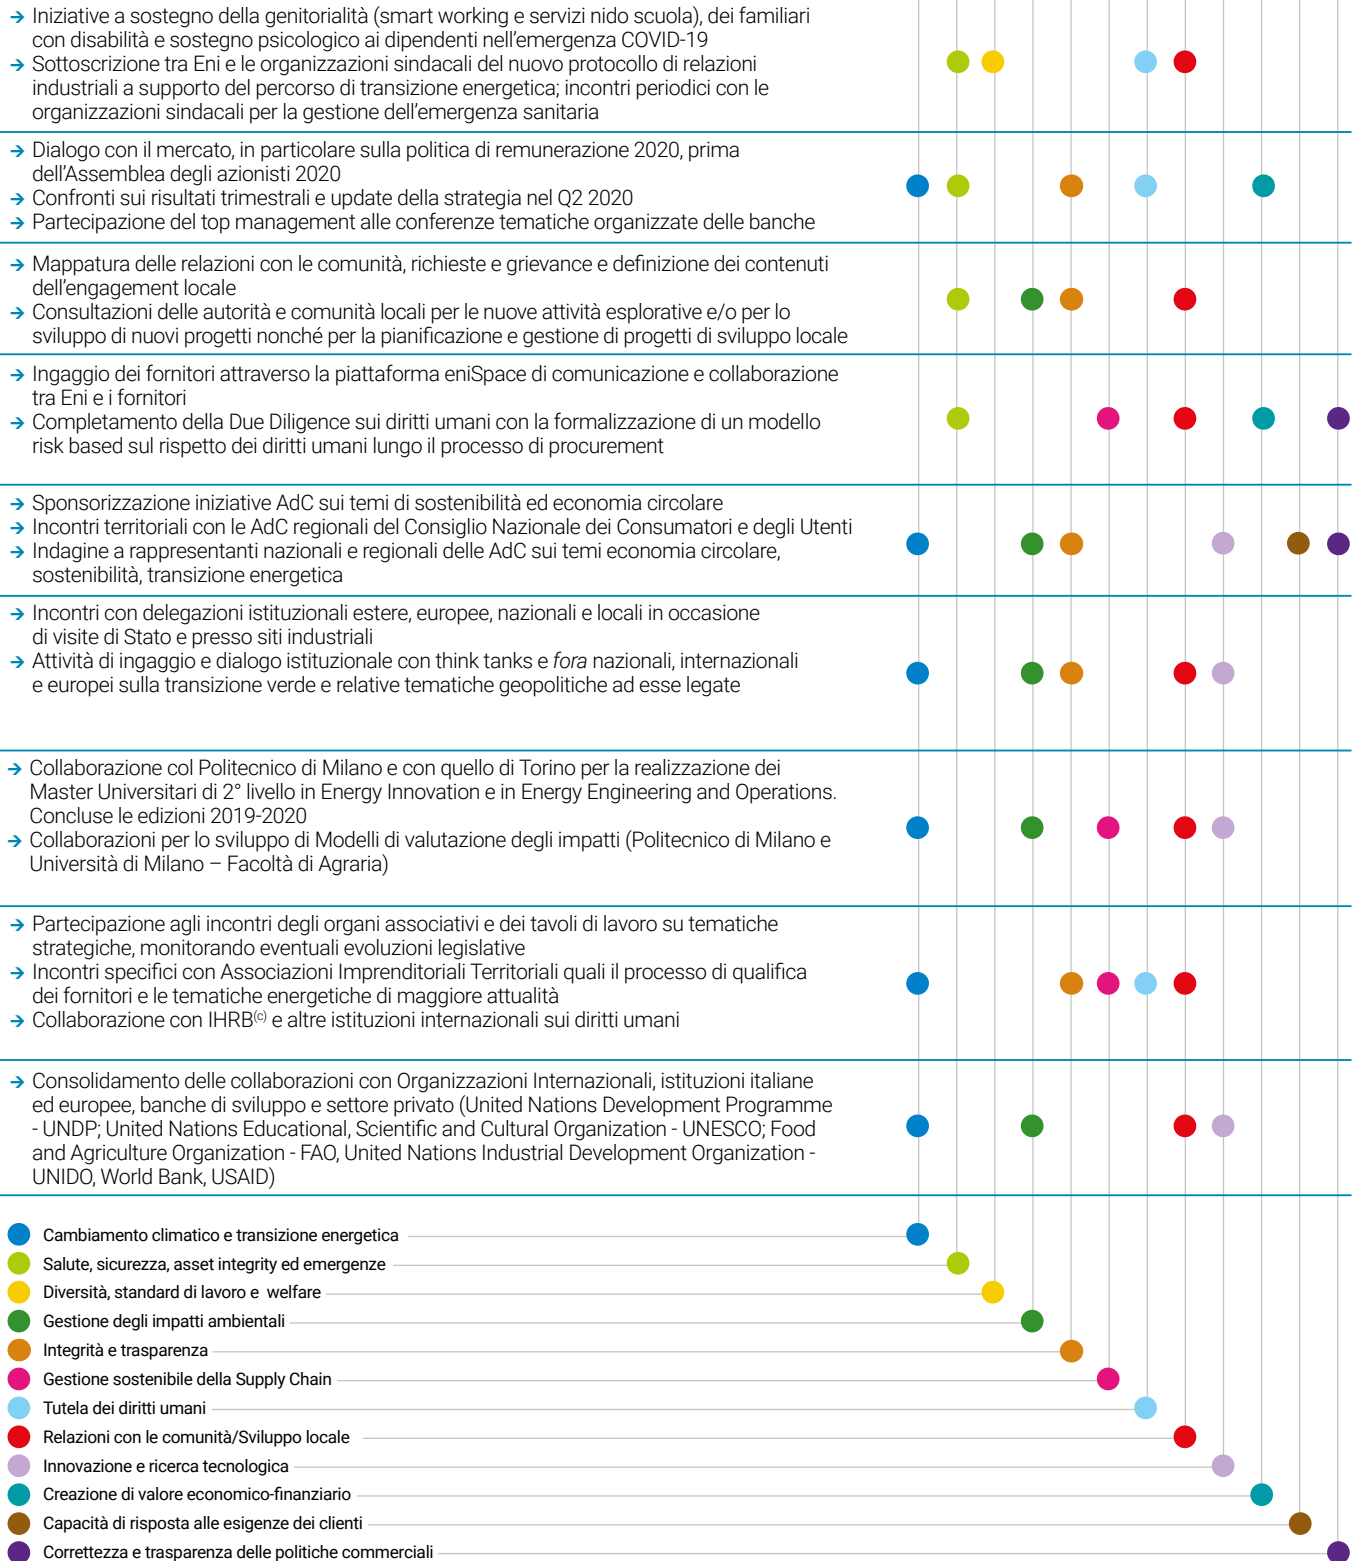 → Iniziative a sostegno della genitorialità (smart working e servizi nido scuola), dei familiari
con disabilità e sostegno psicologico ai dipendenti nell'emergenza COVID-19
→ Sottoscrizione tra Eni e le organizzazioni sindacali del nuovo protocollo di relazioni
industriali a supporto del percorso di transizione energetica; incontri periodici con le
organizzazioni sindacali per la gestione dell'emergenza sanitaria
→ Dialogo con il mercato, in particolare sulla politica di remunerazione 2020, prima
dell'Assemblea degli azionisti 2020
→ Confronti sui risultati trimestrali e update della strategia nel Q2 2020
→ Partecipazione del top management alle conferenze tematiche organizzate delle banche
→ Mappatura delle relazioni con le comunità, richieste e grievance e definizione dei contenuti
dell'engagement locale
→ Consultazioni delle autorità e comunità locali per le nuove attività esplorative e/o per lo
sviluppo di nuovi progetti nonché per la pianificazione e gestione di progetti di sviluppo locale
→ Ingaggio dei fornitori attraverso la piattaforma eniSpace di comunicazione e collaborazione
tra Eni e i fornitori
→ Completamento della Due Diligence sui diritti umani con la formalizzazione di un modello
risk based sul rispetto dei diritti umani lungo il processo di procurement
→ Sponsorizzazione iniziative AdC sui temi di sostenibilità ed economia circolare
→ Incontri territoriali con le AdC regionali del Consiglio Nazionale dei Consumatori e degli Utenti
→ Indagine a rappresentanti nazionali e regionali delle AdC sui temi economia circolare,
sostenibilità, transizione energetica
→ Incontri con delegazioni istituzionali estere, europee, nazionali e locali in occasione
di visite di Stato e presso siti industriali
→ Attività di ingaggio e dialogo istituzionale con think tanks e fora nazionali, internazionali
e europei sulla transizione verde e relative tematiche geopolitiche ad esse legate
→ Collaborazione col Politecnico di Milano e con quello di Torino per la realizzazione dei
Master Universitari di 2° livello in Energy Innovation e in Energy Engineering and Operations.
Concluse le edizioni 2019-2020
→ Collaborazioni per lo sviluppo di Modelli di valutazione degli impatti (Politecnico di Milano e
Università di Milano – Facoltà di Agraria)
→ Partecipazione agli incontri degli organi associativi e dei tavoli di lavoro su tematiche
strategiche, monitorando eventuali evoluzioni legislative
→ Incontri specifici con Associazioni Imprenditoriali Territoriali quali il processo di qualifica
dei fornitori e le tematiche energetiche di maggiore attualità
→ Collaborazione con IHRB(c) e altre istituzioni internazionali sui diritti umani
→ Consolidamento delle collaborazioni con Organizzazioni Internazionali, istituzioni italiane
ed europee, banche di sviluppo e settore privato (United Nations Development Programme
- UNDP; United Nations Educational, Scientific and Cultural Organization - UNESCO; Food
and Agriculture Organization - FAO, United Nations Industrial Development Organization -
UNIDO, World Bank, USAID)
Cambiamento climatico e transizione energetica
Salute, sicurezza, asset integrity ed emergenze
Diversità, standard di lavoro e welfare
Gestione degli impatti ambientali
Integrità e trasparenza
Gestione sostenibile della Supply Chain
Tutela dei diritti umani
Relazioni con le comunità/Sviluppo locale
Innovazione e ricerca tecnologica
Creazione di valore economico-finanziario
Capacità di risposta alle esigenze dei clienti
Correttezza e trasparenza delle politiche commerciali